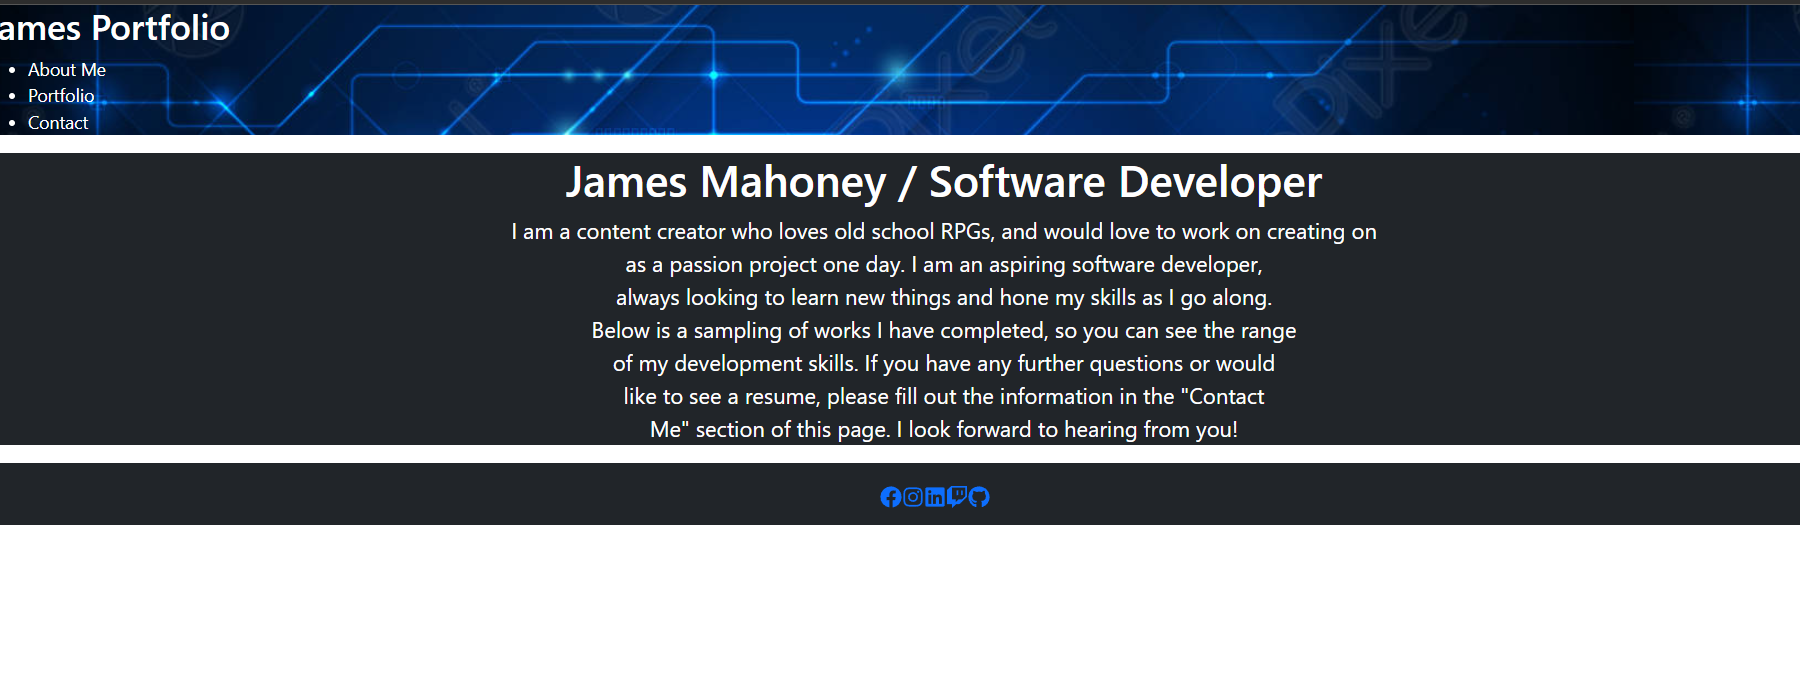 ames Portfolio
About Me
Portfolio
Contact
James Mahoney / Software Developer
I am a content creator who loves old school RPGs, and would love to work on creating on
as a passion project one day. I am an aspiring software developer,
always looking to learn new things and hone my skills as I go along.
Below is a sampling of works I have completed, so you can see the range
of my development skills. If you have any further questions or would
like to see a resume, please fill out the information in the "Contact
Me" section of this page. I look forward to hearing from you!
in